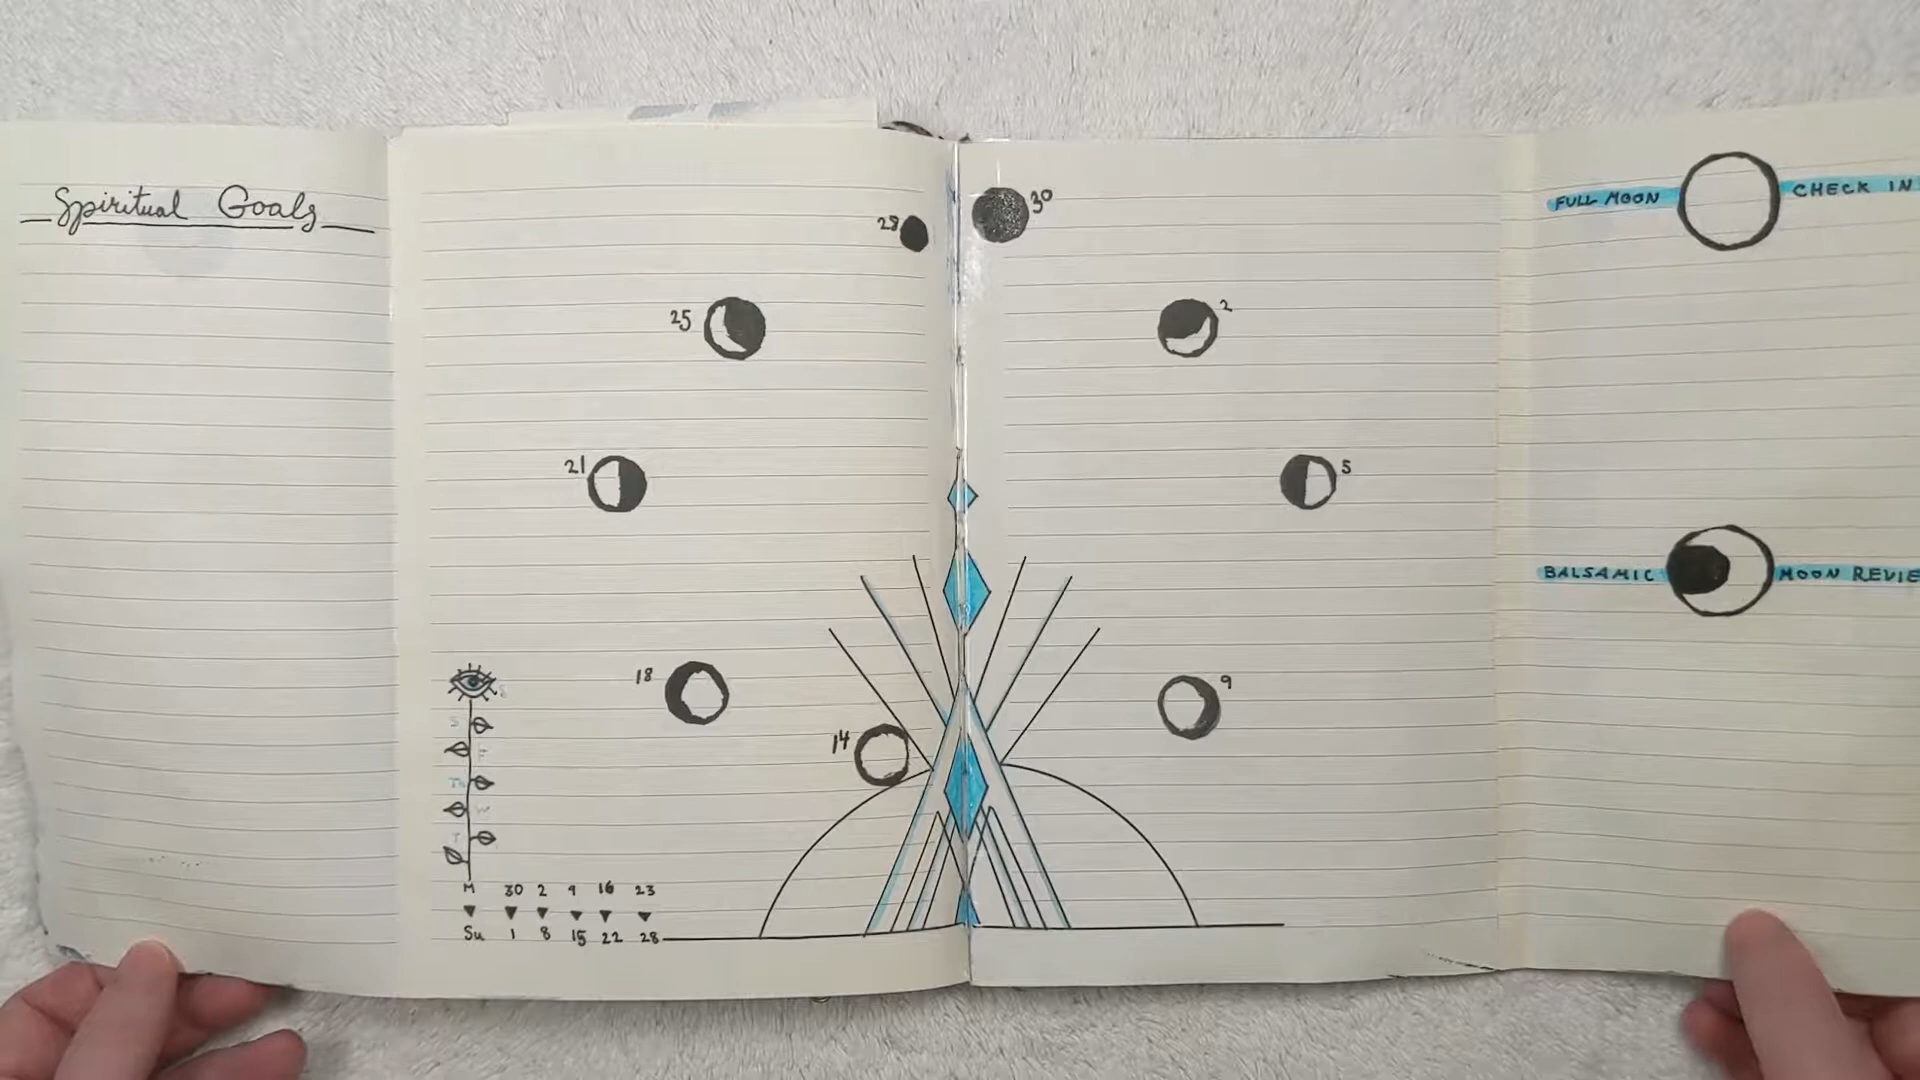 Spiritual Goals
28
25
21
18
14
S
F
Th
W
T
M 30 2 9 16 23
Su 1 8 15 22 28
30
2
5
9
FULL MOON CHECK IN
BALSAMIC MOON REVIE